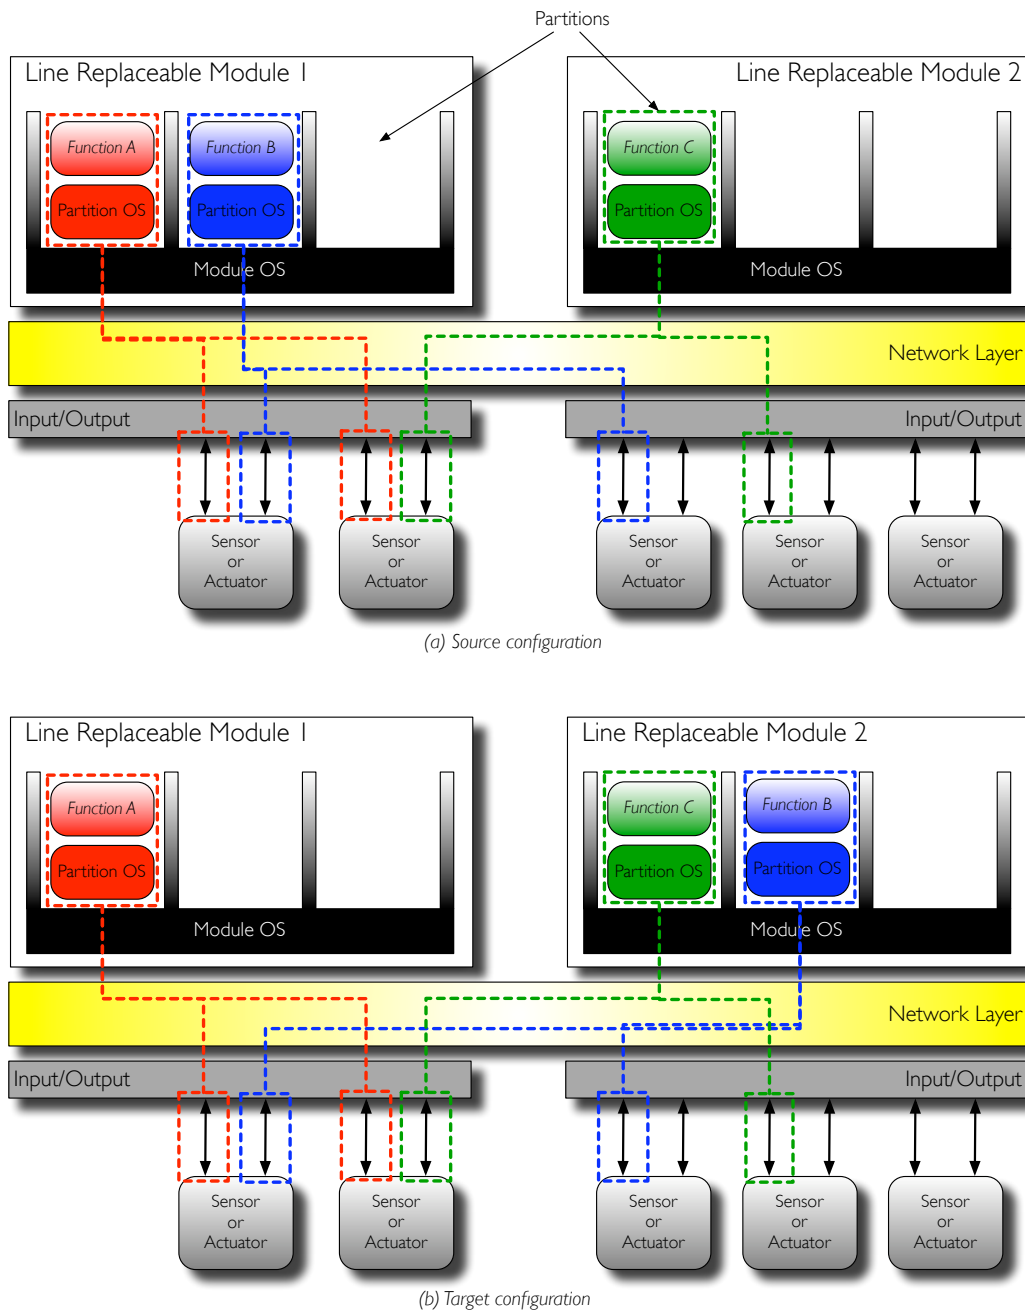 Partitions
Line Replaceable Module 1
Line Replaceable Module 2
Function A
Function B
Function C
Partition OS
Partition OS
Partition OS
Module OS
Module OS
Network Layer
Input/Output
Input/Output
Sensor
or
Actuator
Sensor
or
Actuator
Sensor
or
Actuator
Sensor
or
Actuator
Sensor
or
Actuator
(a) Source configuration
Line Replaceable Module 1
Line Replaceable Module 2
Function A
Function C
Function B
Partition OS
Partition OS
Partition OS
Module OS
Module OS
Network Layer
Input/Output
Input/Output
Sensor
or
Actuator
Sensor
or
Actuator
Sensor
or
Actuator
Sensor
or
Actuator
Sensor
or
Actuator
(b) Target configuration